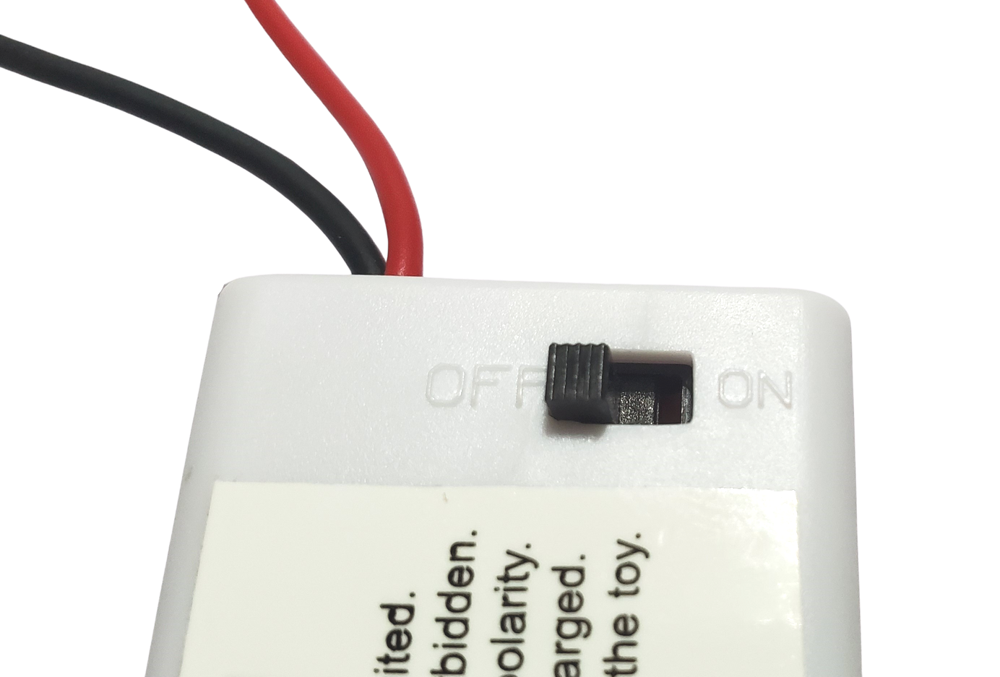 OFF ON
ited.
bidden.
polarity.
arged.
the toy.